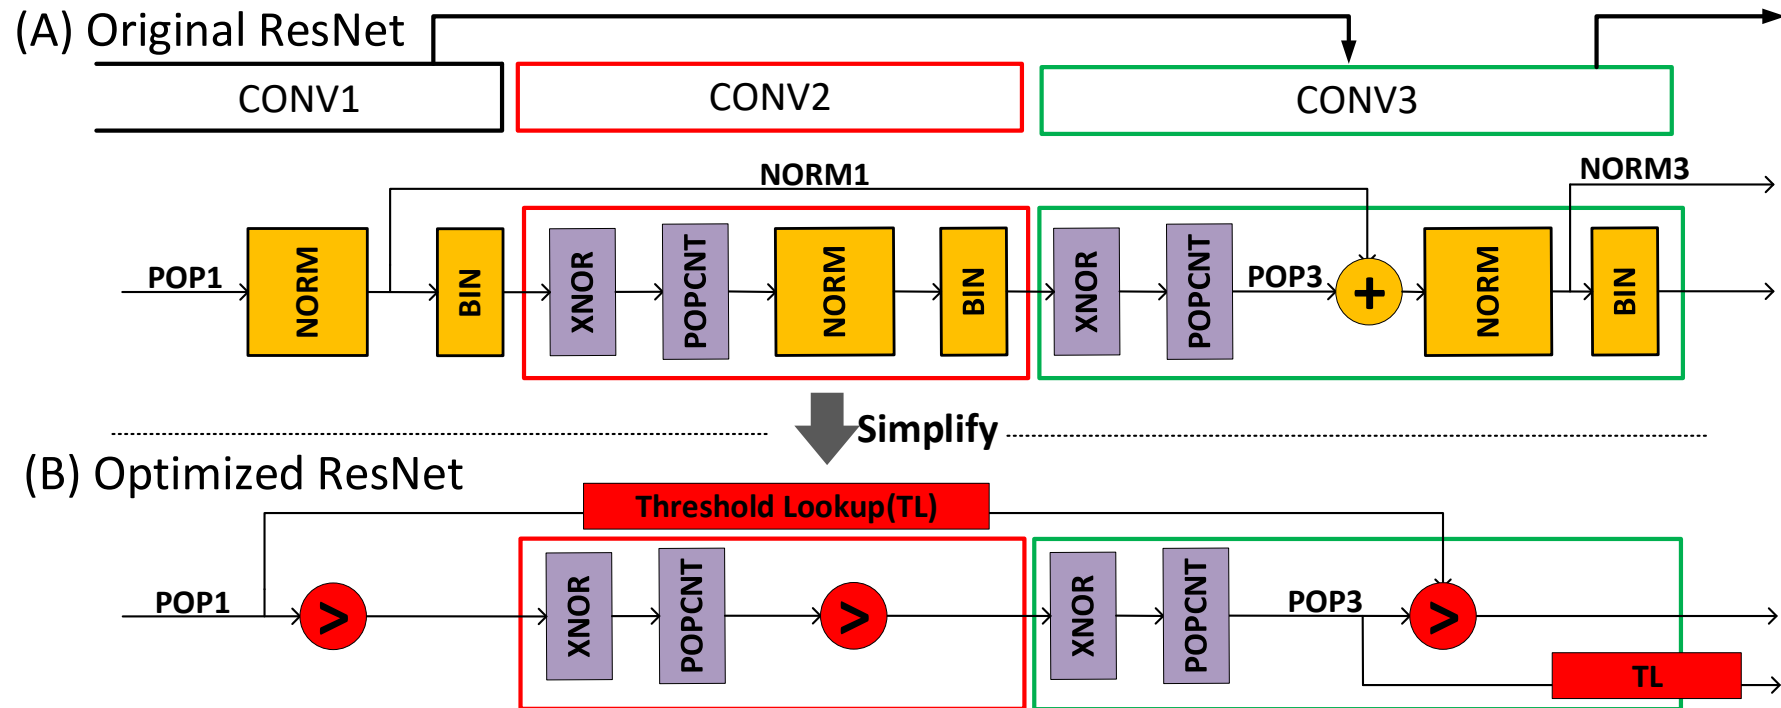 (A) Original ResNet
CONV1
CONV2
CONV3
NORM1
NORM3
POP1
NORM
BIN
XNOR
POPCNT
NORM
BIN
XNOR
POPCNT
POP3
+
NORM
BIN
Simplify
(B) Optimized ResNet
Threshold Lookup(TL)
POP1
>
XNOR
POPCNT
>
XNOR
POPCNT
POP3
>
TL